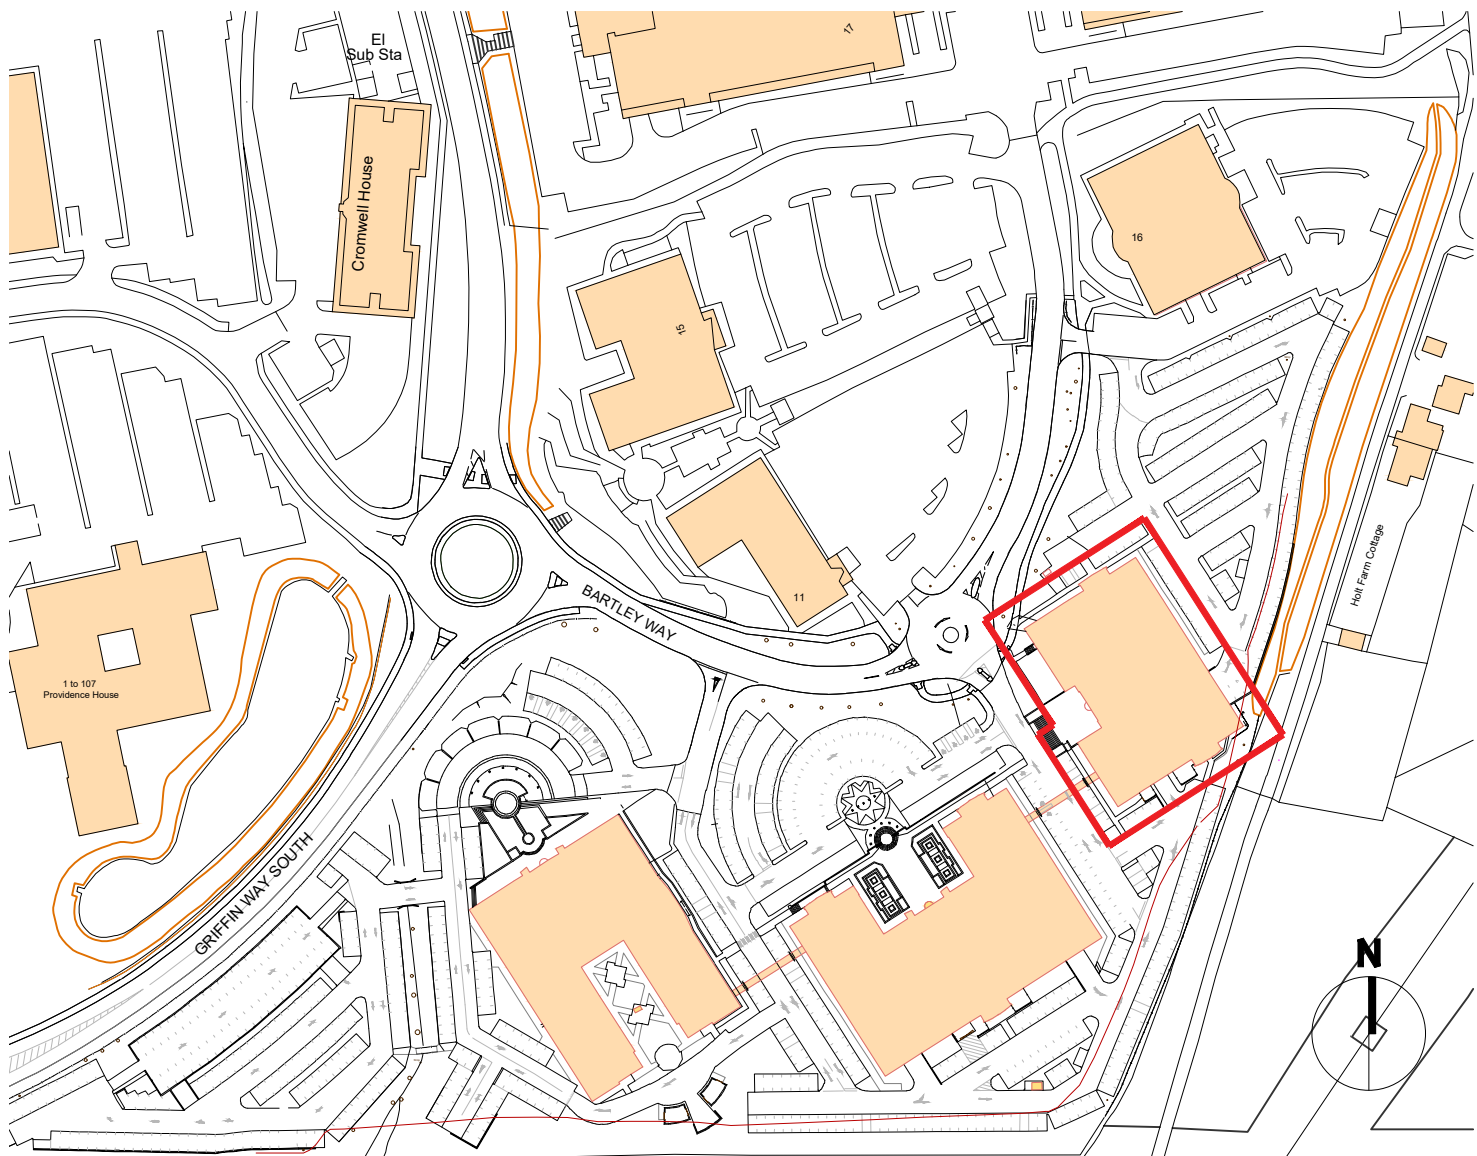 El
Sub Sta
17
Cromwell House
16
15
Holt Farm Cottage
BARTLEY WAY
11
1 to 107
Providence House
GRIFFIN WAY SOUTH
N